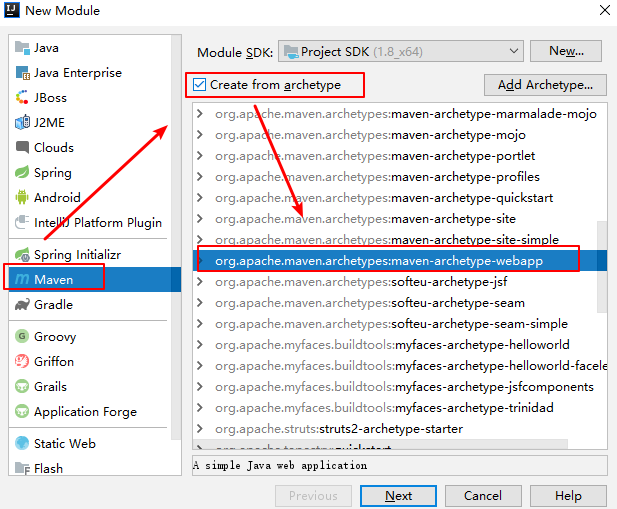 New Module
Java
Java Enterprise
JBoss
J2ME
Clouds
Spring
Android
IntelliJ Platform Plugin
Spring Initializr
Maven
Gradle
Groovy
Griffon
Grails
Application Forge
Static Web
Flash
Module SDK: Project SDK (1.8_x64) New...
Create from archetype Add Archetype...
org.apache.maven.archetypes:maven-archetype-marmalade-mojo
org.apache.maven.archetypes:maven-archetype-mojo
org.apache.maven.archetypes:maven-archetype-portlet
org.apache.maven.archetypes:maven-archetype-profiles
org.apache.maven.archetypes:maven-archetype-quickstart
org.apache.maven.archetypes:maven-archetype-site
org.apache.maven.archetypes:maven-archetype-site-simple
org.apache.maven.archetypes:maven-archetype-webapp
org.apache.maven.archetypes:softeu-archetype-jsf
org.apache.maven.archetypes:softeu-archetype-seam
org.apache.maven.archetypes:softeu-archetype-seam-simple
org.apache.myfaces.buildtools:myfaces-archetype-helloworld
org.apache.myfaces.buildtools:myfaces-archetype-helloworld-facele
org.apache.myfaces.buildtools:myfaces-archetype-jsfcomponents
org.apache.myfaces.buildtools:myfaces-archetype-trinidad
org.apache.struts:struts2-archetype-starter
org.apache.tapestry:quickstart
A simple Java web application
Previous Next Cancel Help